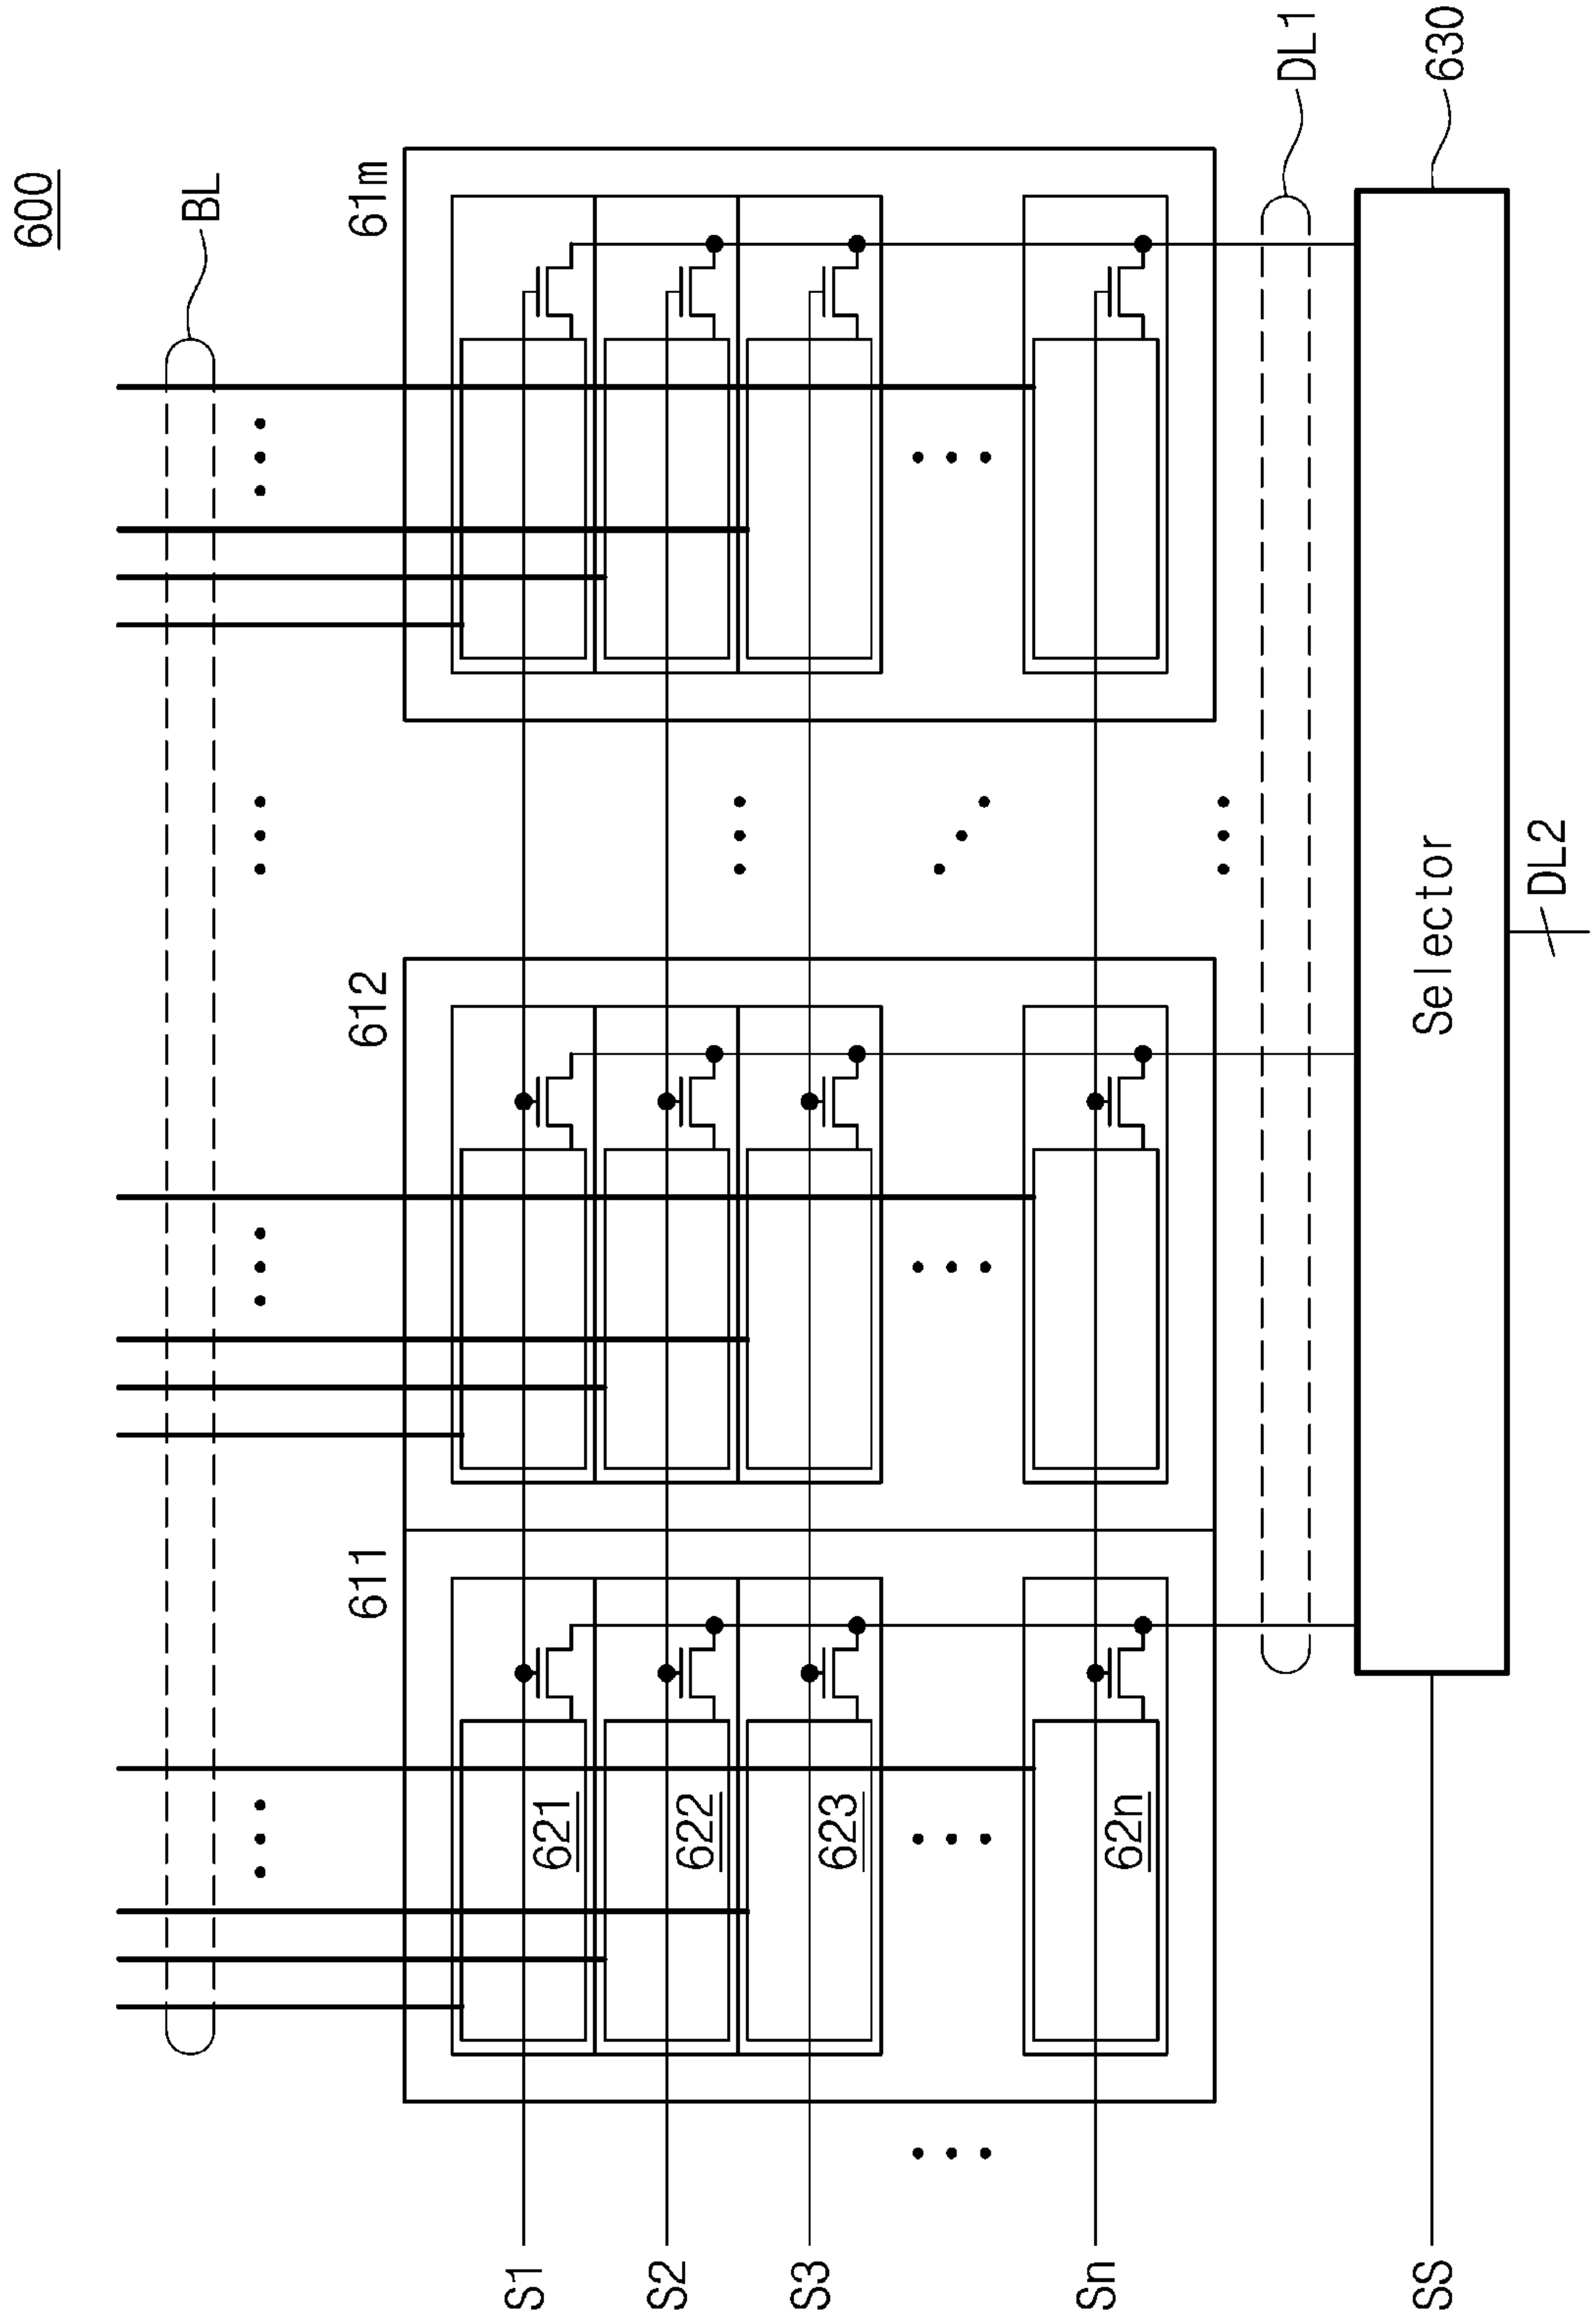 600
BL
611
612
61m
S1
621
S2
622
S3
623
Sn
62n
DL1
SS
Selector
630
DL2